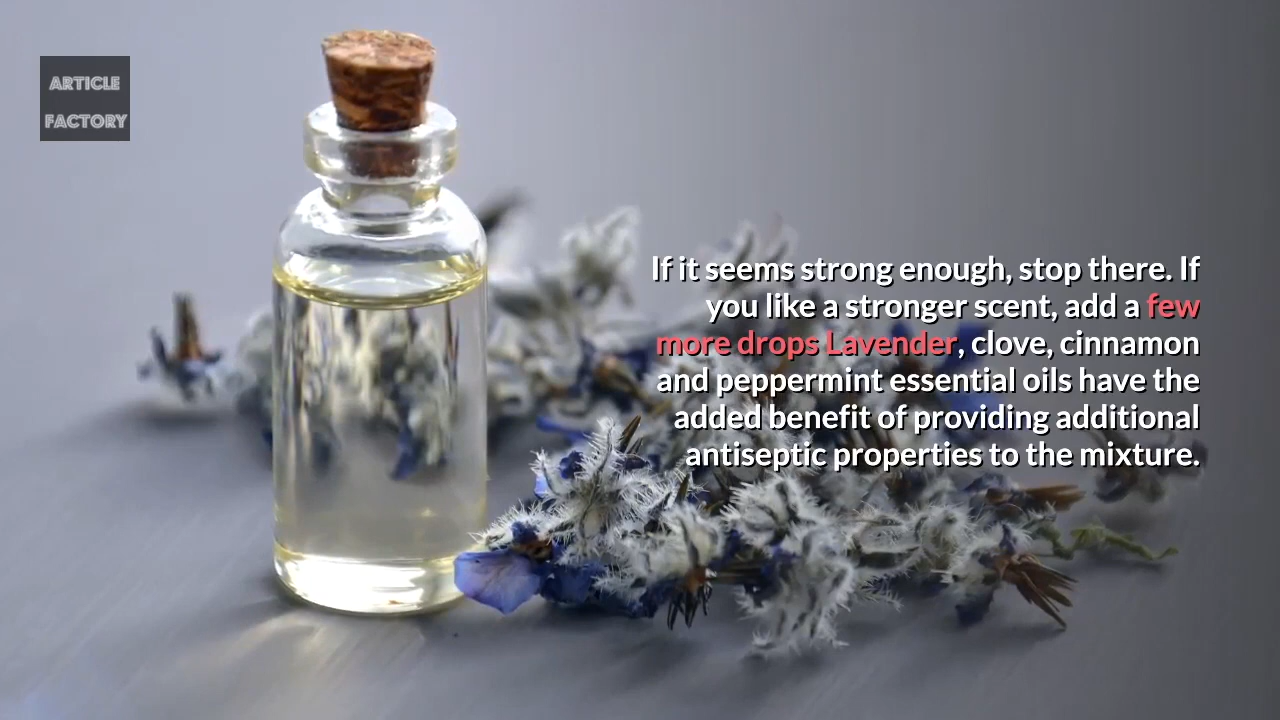 ARTICLE
FACTORY
If it seems strong enough, stop there. If
you like a stronger scent, add a few
more drops Lavender, clove, cinnamon
and peppermint essential oils have the
added benefit of providing additional
antiseptic properties to the mixture.